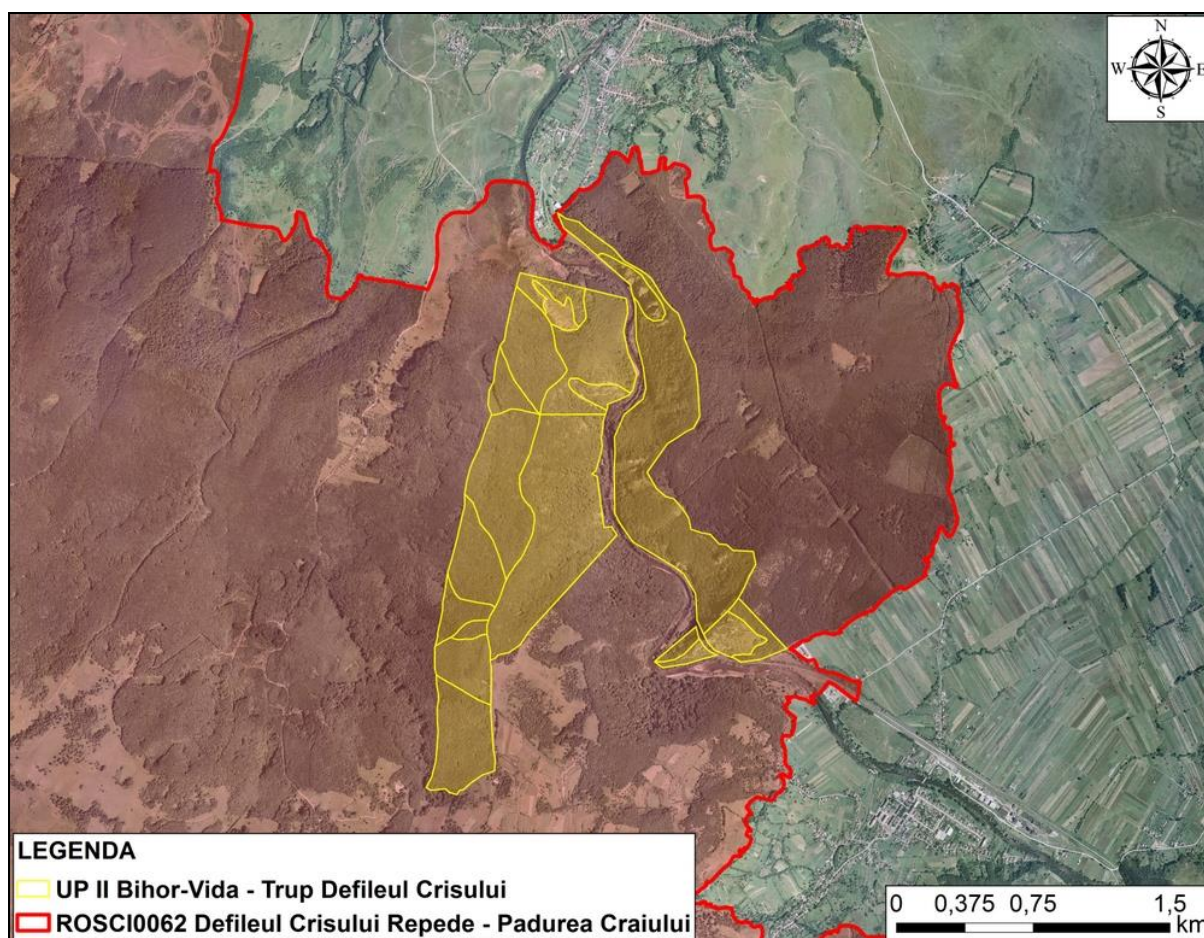 N
W E
S
LEGENDA
UP II Bihor-Vida - Trup Defileul Crisului
ROSCI0062 Defileul Crisului Repede - Padurea Craiului
0 0,375 0,75 1,5
km